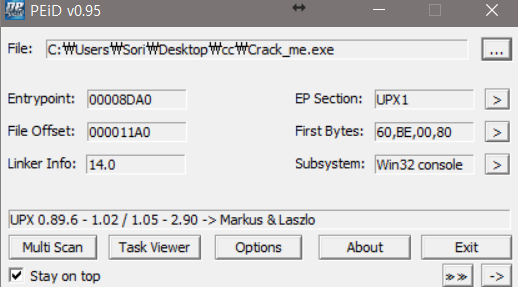 PEiD v0.95
File: C:₩Users₩Sori₩Desktop₩cc₩Crack_me.exe ...
Entrypoint: 00008DA0 EP Section: UPX1 >
File Offset: 000011A0 First Bytes: 60,BE,00,80 >
Linker Info: 14.0 Subsystem: Win32 console >
UPX 0.89.6 - 1.02 / 1.05 - 2.90 -> Markus & Laszlo
Multi Scan Task Viewer Options About Exit
Stay on top »» ->